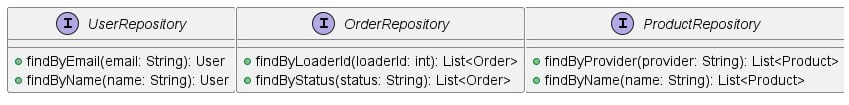 I UserRepository
findByEmail(email: String): User
findByName(name: String): User
I OrderRepository
findByLoaderId(loaderId: int): List<Order>
findByStatus(status: String): List<Order>
I ProductRepository
findByProvider(provider: String): List<Product>
findByName(name: String): List<Product>